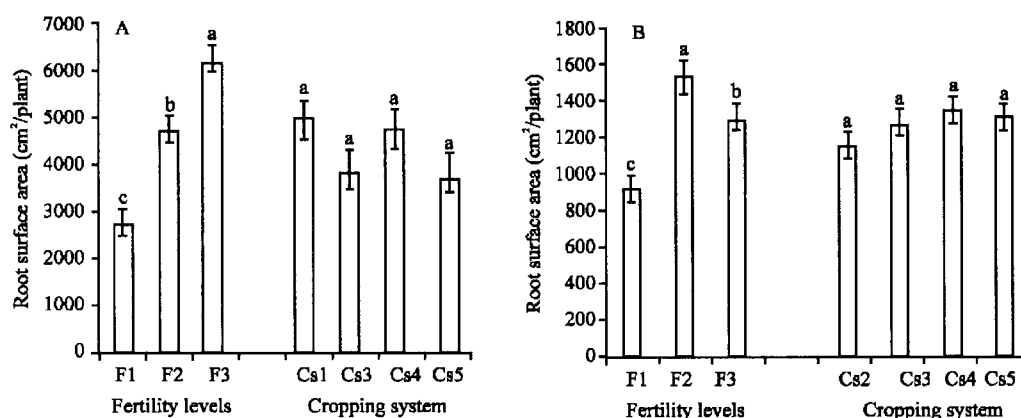 A
Root surface area (cm²/plant)
7000
6000
5000
4000
3000
2000
1000
0
c
b
a
a
a
a
a
F1 F2 F3 Cs1 Cs3 Cs4 Cs5
Fertility levels Cropping system
B
Root surface area (cm²/plant)
1800
1600
1400
1200
1000
800
600
400
200
0
c
a
b
a
a
a
a
F1 F2 F3 Cs2 Cs3 Cs4 Cs5
Fertility levels Cropping system